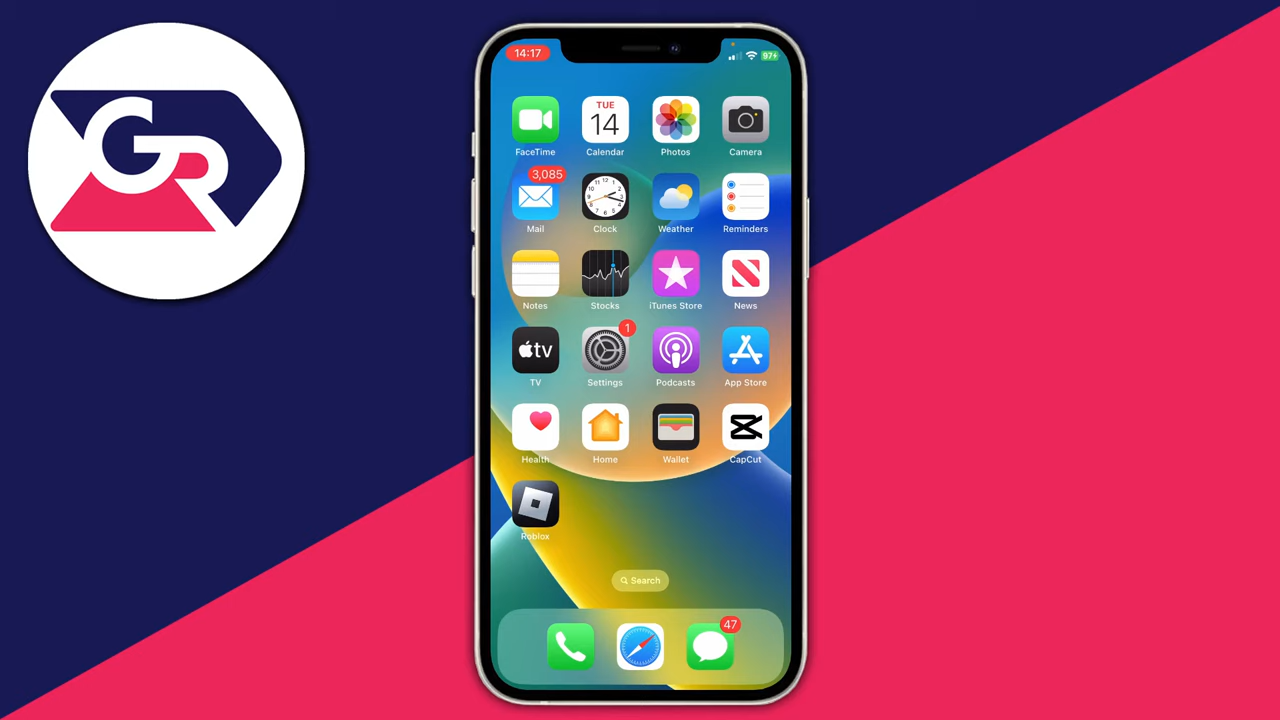 GR
14:17
97
TUE
14
FaceTime
Calendar
Photos
Camera
3,085
12
Mail
Clock
Weather
Reminders
Notes
Stocks
iTunes Store
News
tv
1
TV
Settings
Podcasts
App Store
Health
Home
Wallet
CapCut
Roblox
Search
47